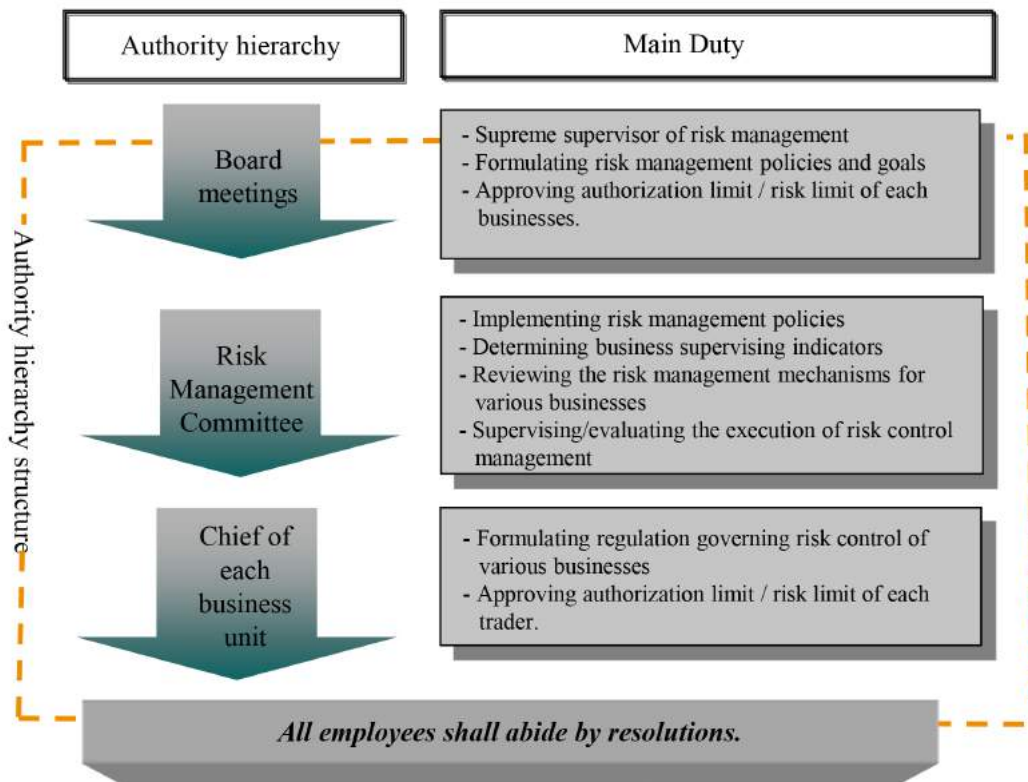 Authority hierarchy
Main Duty
Board
meetings
- Supreme supervisor of risk management
- Formulating risk management policies and goals
- Approving authorization limit / risk limit of each
businesses.
Authority hierarchy structure
Risk
Management
Committee
- Implementing risk management policies
- Determining business supervising indicators
- Reviewing the risk management mechanisms for
various businesses
- Supervising/evaluating the execution of risk control
management
Chief of
each
business
unit
- Formulating regulation governing risk control of
various businesses
- Approving authorization limit / risk limit of each
trader.
All employees shall abide by resolutions.